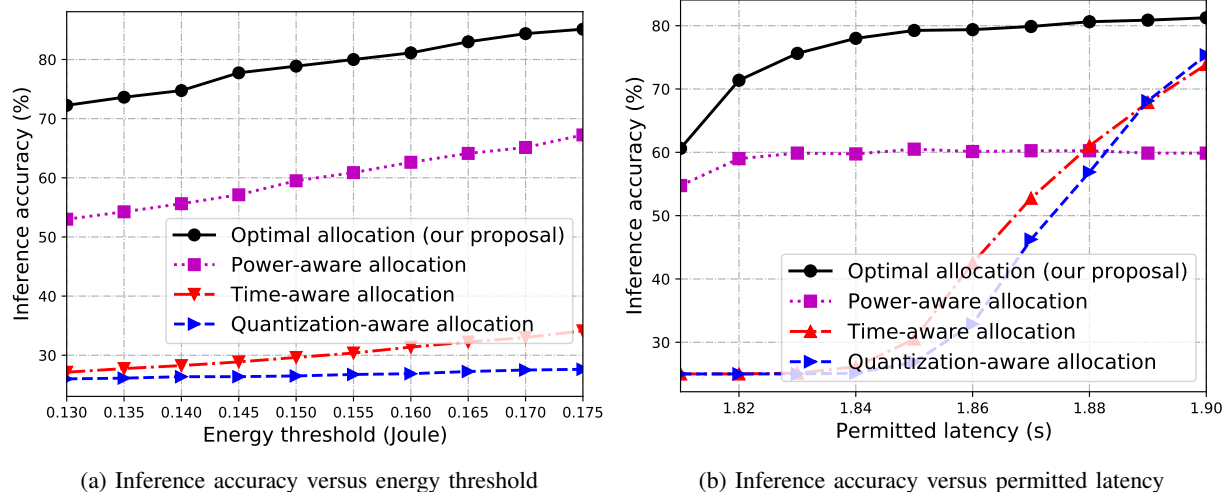 80
70
60
50
40
30
0.130 0.135 0.140 0.145 0.150 0.155 0.160 0.165 0.170 0.175
Inference accuracy (%)
Energy threshold (Joule)
Optimal allocation (our proposal)
Power-aware allocation
Time-aware allocation
Quantization-aware allocation
(a) Inference accuracy versus energy threshold
80
70
60
50
40
30
1.82 1.84 1.86 1.88 1.90
Inference accuracy (%)
Permitted latency (s)
Optimal allocation (our proposal)
Power-aware allocation
Time-aware allocation
Quantization-aware allocation
(b) Inference accuracy versus permitted latency